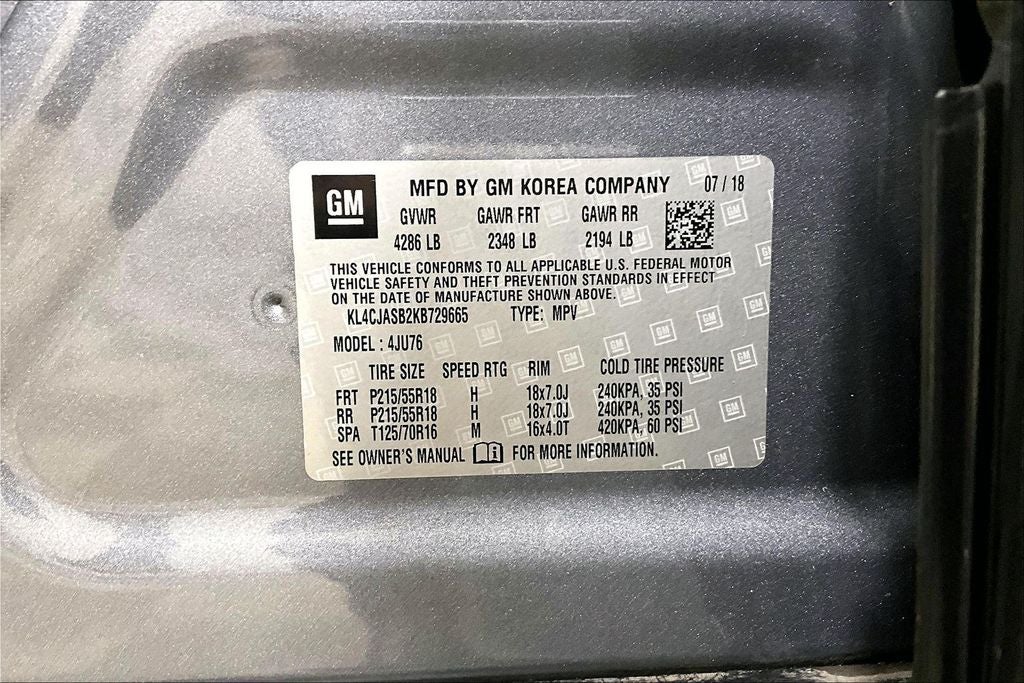 GM MFD BY GM KOREA COMPANY 07 / 18
GVWR GAWR FRT GAWR RR
4286 LB 2348 LB 2194 LB
THIS VEHICLE CONFORMS TO ALL APPLICABLE U.S. FEDERAL MOTOR
VEHICLE SAFETY AND THEFT PREVENTION STANDARDS IN EFFECT
ON THE DATE OF MANUFACTURE SHOWN ABOVE.
KL4CJASB2KB729665 TYPE: MPV
MODEL : 4JU76
TIRE SIZE SPEED RTG RIM COLD TIRE PRESSURE
FRT P215/55R18 H 18x7.0J 240KPA, 35 PSI
RR P215/55R18 H 18x7.0J 240KPA, 35 PSI
SPA T125/70R16 M 16x4.0T 420KPA, 60 PSI
SEE OWNER'S MANUAL FOR MORE INFORMATION.